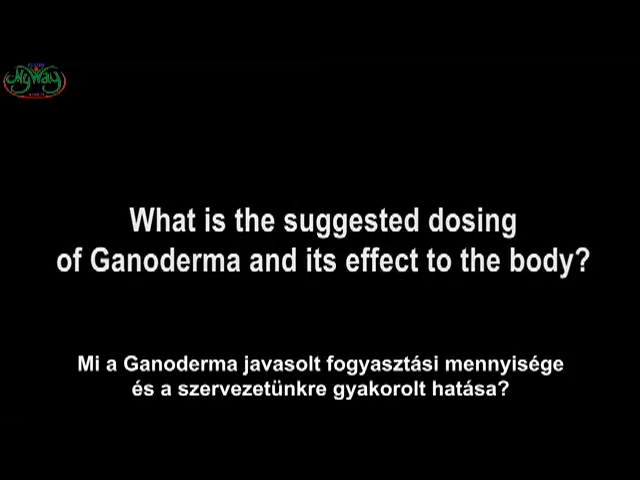 MyWay
What is the suggested dosing
of Ganoderma and its effect to the body?
Mi a Ganoderma javasolt fogyasztási mennyisége
és a szervezetünkre gyakorolt hatása?